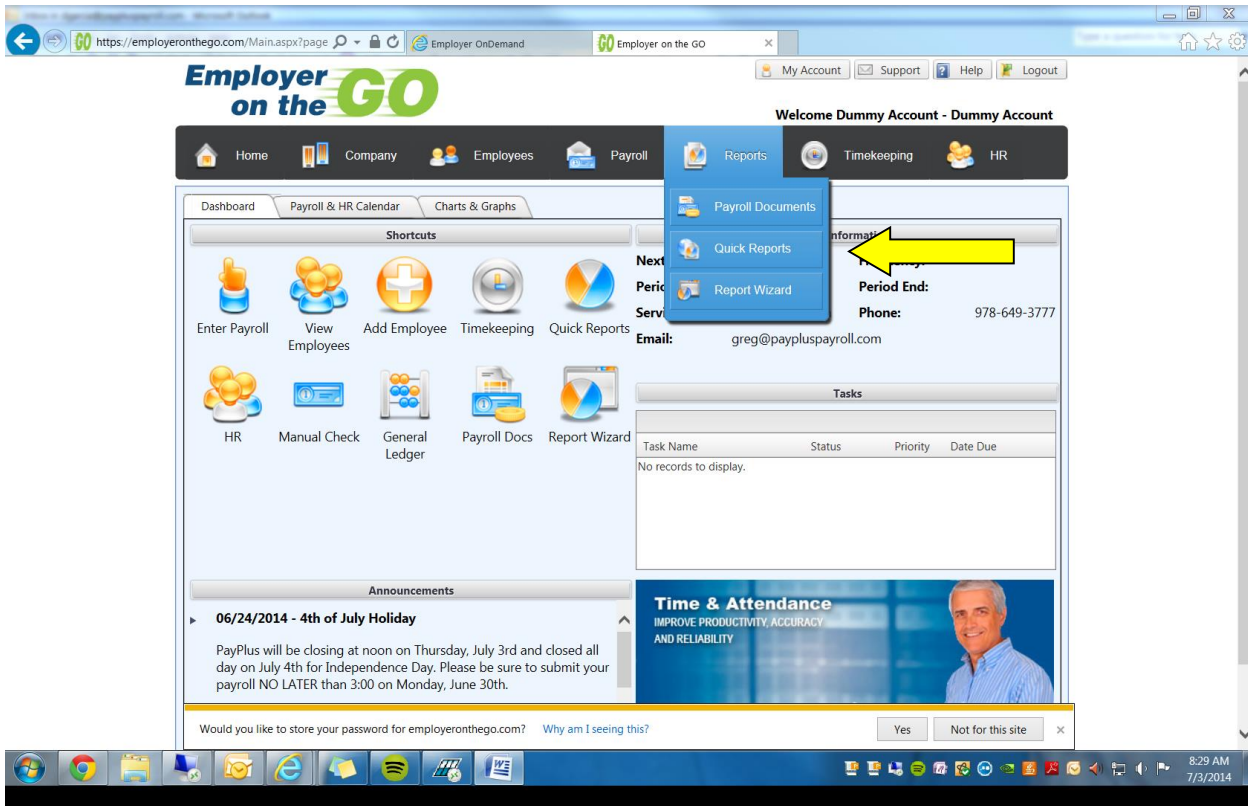 https://employeronthego.com/Main.aspx?page
Employer OnDemand
GO Employer on the GO
Employer
on the GO
My Account
Support
Help
Logout
Welcome Dummy Account - Dummy Account
Home
Company
Employees
Payroll
Reports
Timekeeping
HR
Payroll Documents
Quick Reports
Report Wizard
Dashboard
Payroll & HR Calendar
Charts & Graphs
Shortcuts
Enter Payroll
View
Employees
Add Employee
Timekeeping
Quick Reports
HR
Manual Check
General
Ledger
Payroll Docs
Report Wizard
Next
Period End:
Phone: 978-649-3777
Email: greg@paypluspayroll.com
Tasks
Task Name Status Priority Date Due
No records to display.
Announcements
06/24/2014 - 4th of July Holiday
PayPlus will be closing at noon on Thursday, July 3rd and closed all
day on July 4th for Independence Day. Please be sure to submit your
payroll NO LATER than 3:00 on Monday, June 30th.
Time & Attendance
IMPROVE PRODUCTIVITY, ACCURACY
AND RELIABILITY
Would you like to store your password for employeronthego.com? Why am I seeing this?
Yes
Not for this site
8:29 AM
7/3/2014